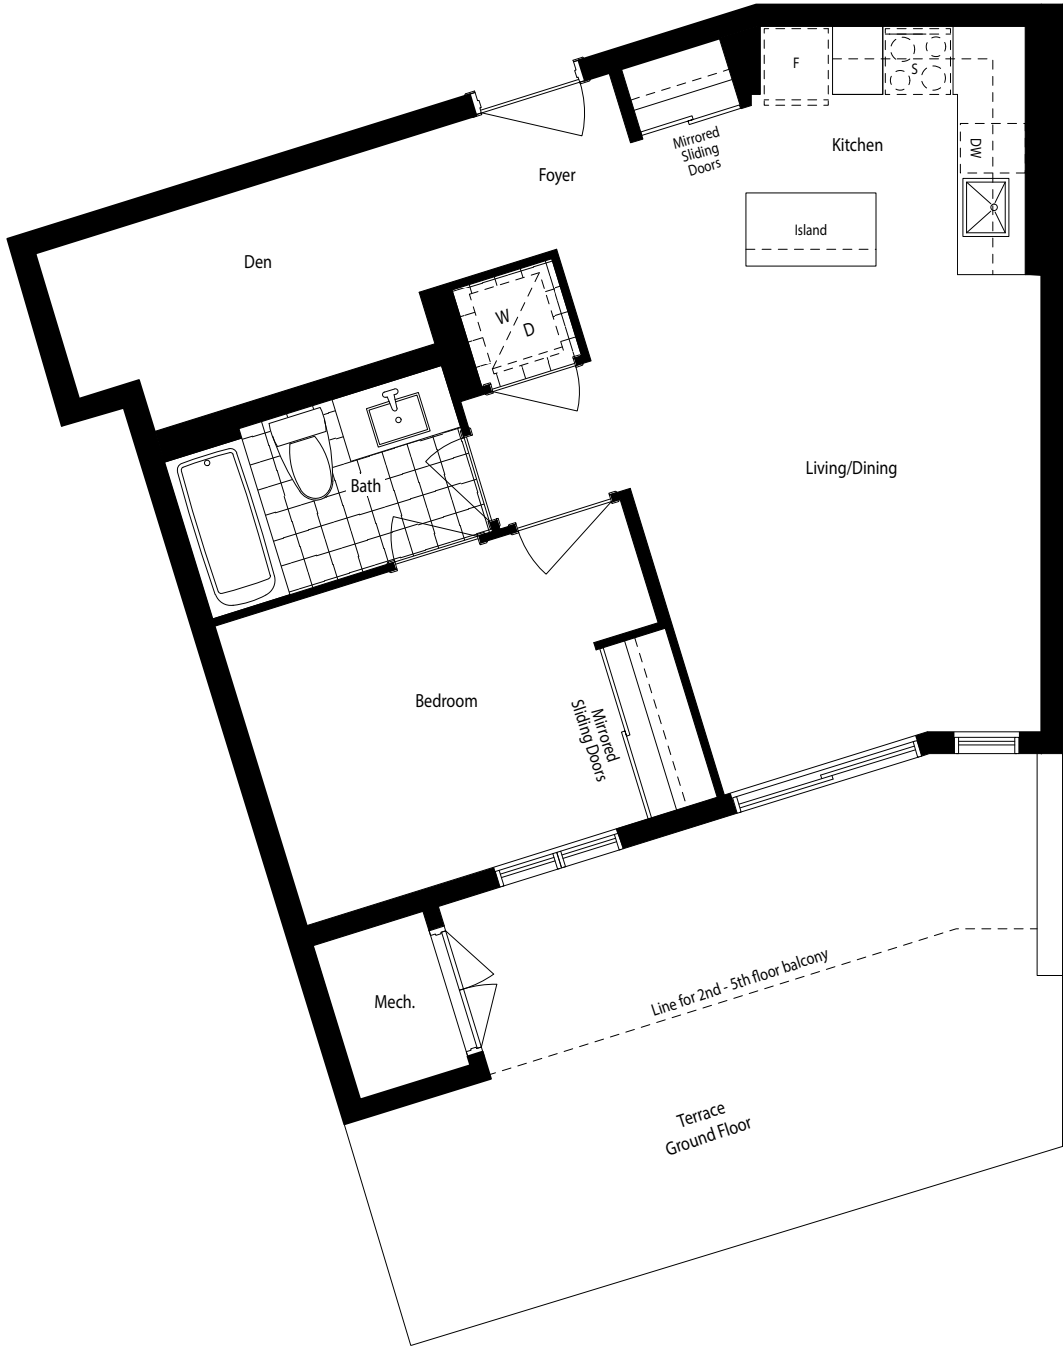 F
S
Kitchen
DW
Mirrored
Sliding
Doors
Foyer
Island
Den
W
D
Living/Dining
Bath
Bedroom
Mirrored
Sliding Doors
Mech.
Line for 2nd - 5th floor balcony
Terrace
Ground Floor